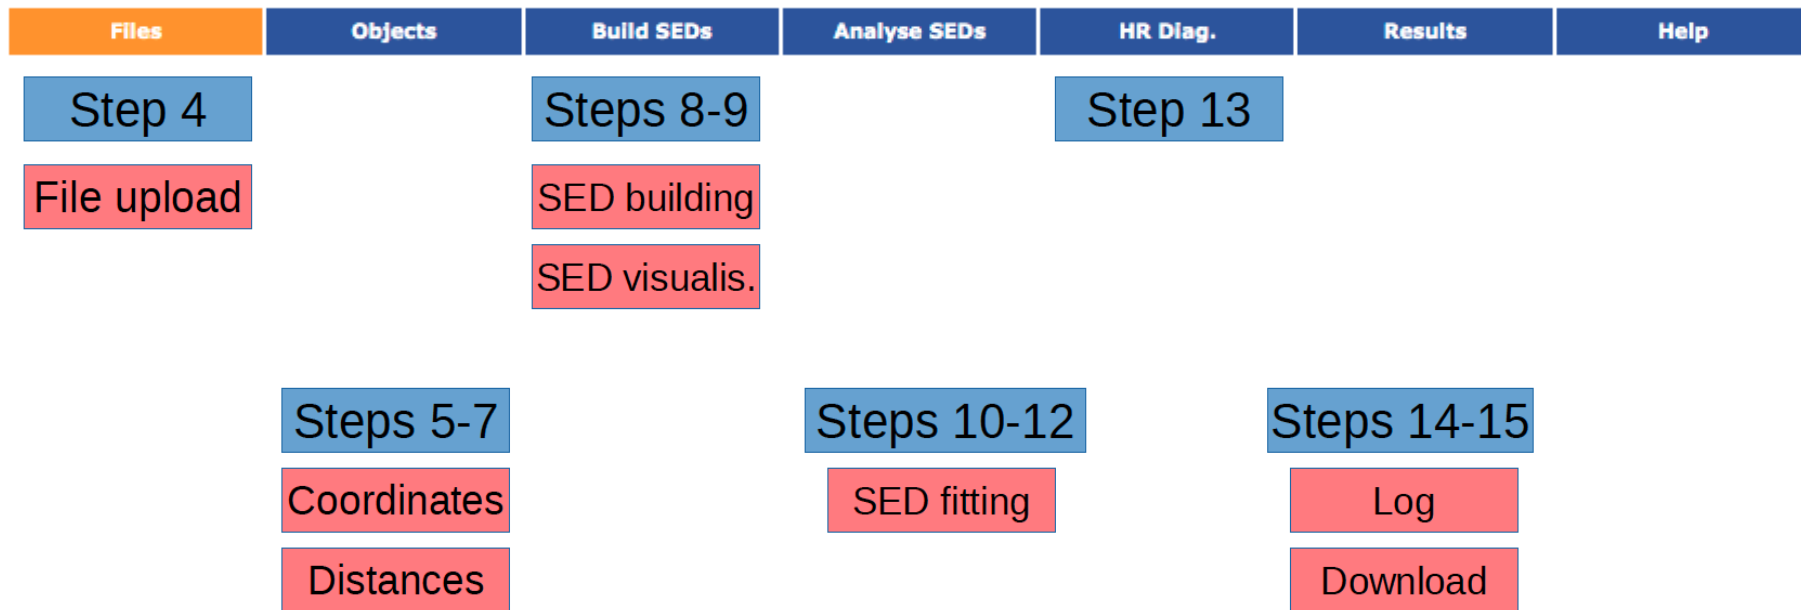 Files
Objects
Build SEDs
Analyse SEDs
HR Diag.
Results
Help
Step 4
Steps 8-9
Step 13
File upload
SED building
SED visualis.
Steps 5-7
Steps 10-12
Steps 14-15
Coordinates
SED fitting
Log
Distances
Download